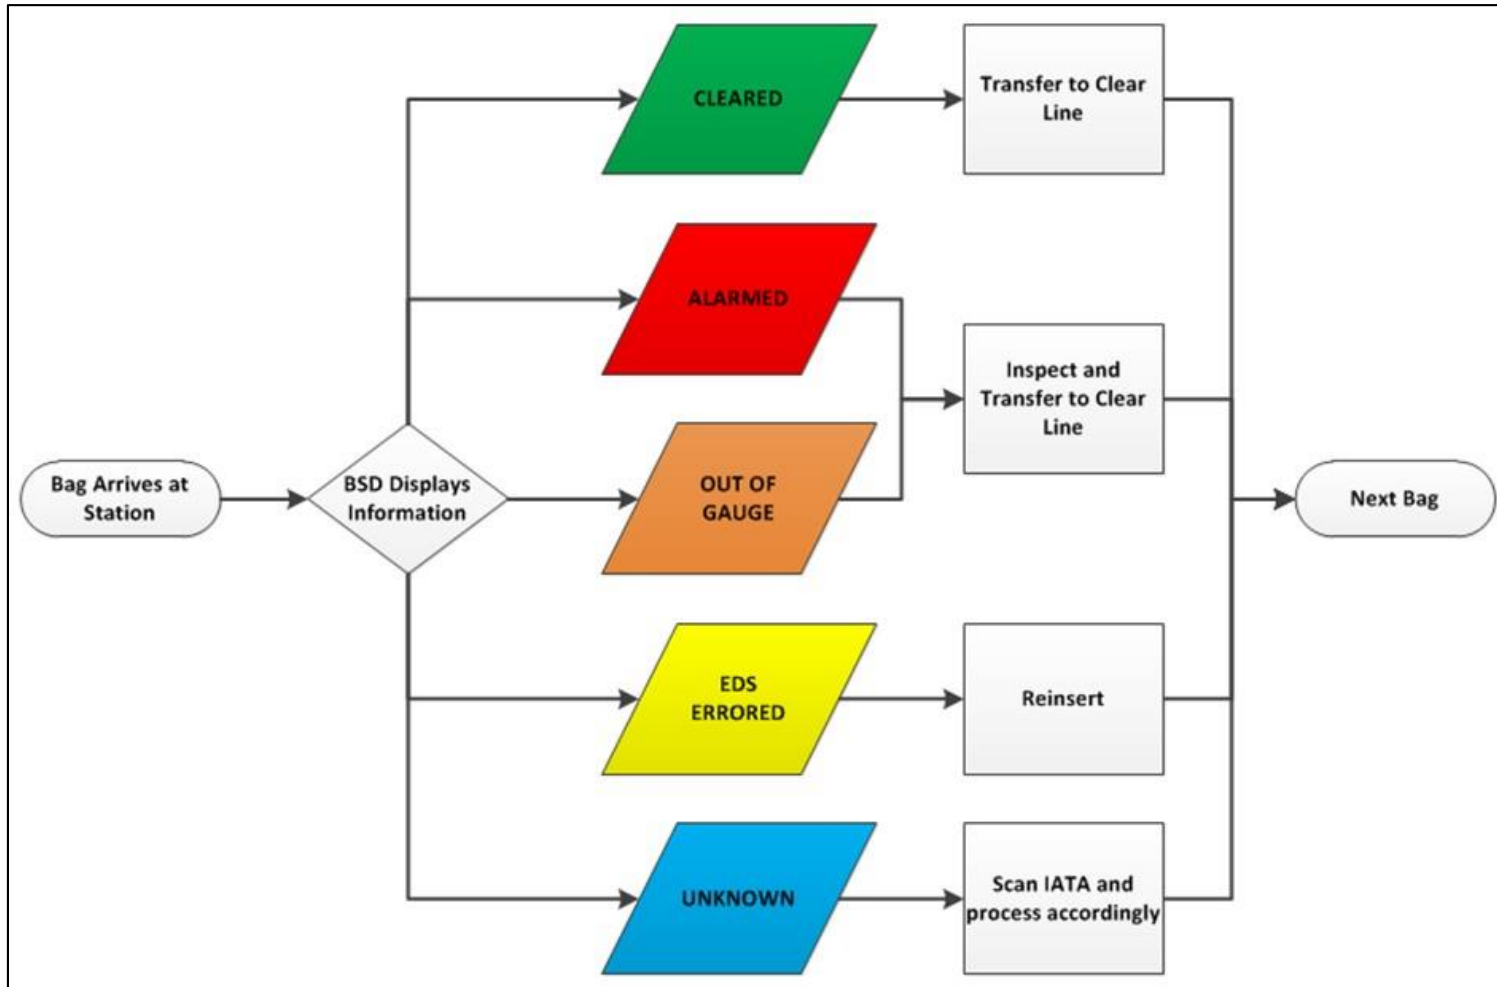 CLEARED
Transfer to Clear
Line
ALARMED
Inspect and
Transfer to Clear
Line
Bag Arrives at
Station
BSD Displays
Information
OUT OF
GAUGE
Next Bag
EDS
ERRORED
Reinsert
UNKNOWN
Scan IATA and
process accordingly